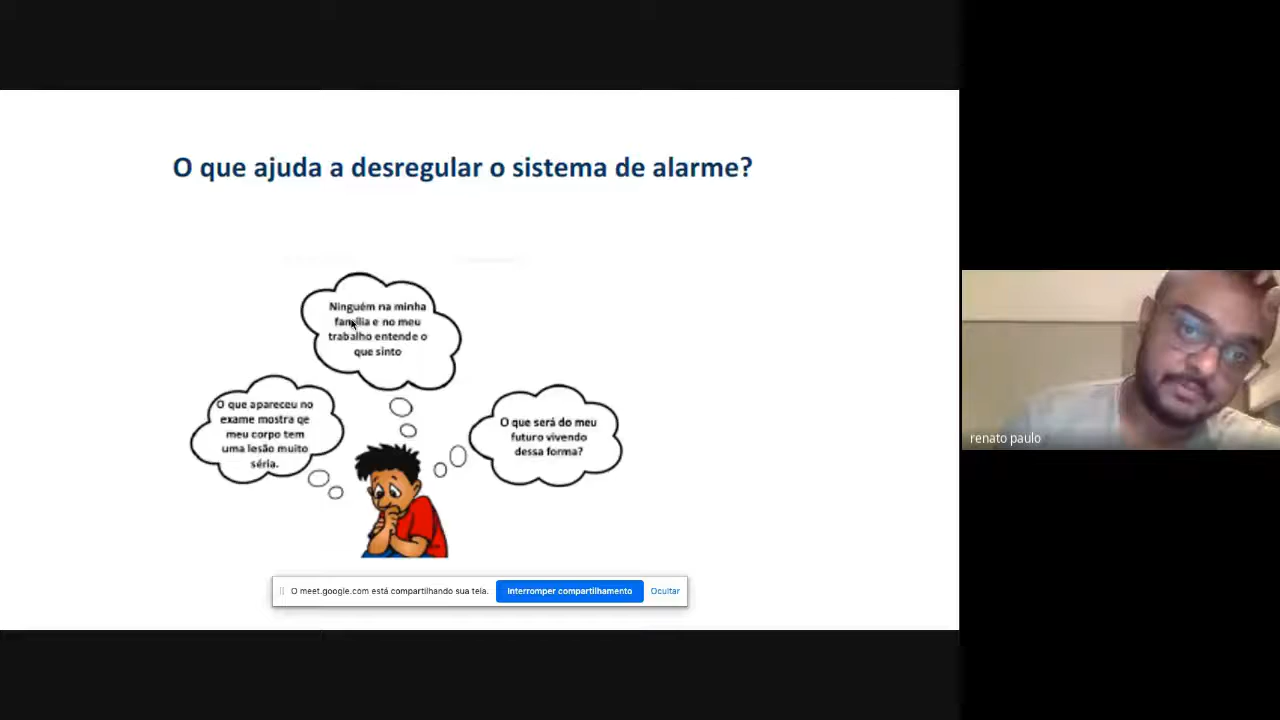 O que ajuda a desregular o sistema de alarme?
Ninguém na minha
família e no meu
trabalho entende o
que sinto
O que apareceu no
exame mostra qe
meu corpo tem
uma lesão muito
séria.
O que será do meu
futuro vivendo
dessa forma?
O meet.google.com está compartilhando sua tela.
Interromper compartilhamento
Ocultar
renato paulo